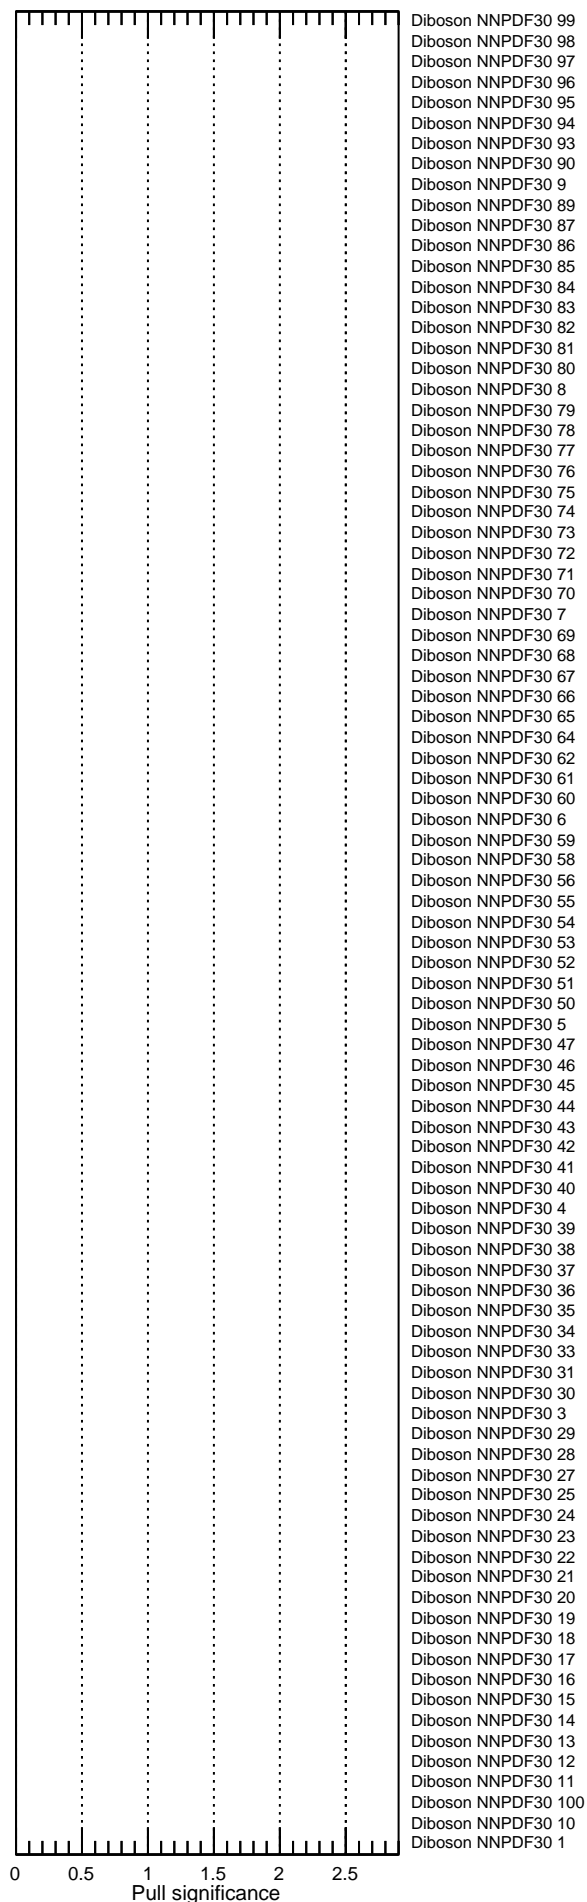 Diboson NNPDF30 99
Diboson NNPDF30 98
Diboson NNPDF30 97
Diboson NNPDF30 96
Diboson NNPDF30 95
Diboson NNPDF30 94
Diboson NNPDF30 93
Diboson NNPDF30 90
Diboson NNPDF30 9
Diboson NNPDF30 89
Diboson NNPDF30 87
Diboson NNPDF30 86
Diboson NNPDF30 85
Diboson NNPDF30 84
Diboson NNPDF30 83
Diboson NNPDF30 82
Diboson NNPDF30 81
Diboson NNPDF30 80
Diboson NNPDF30 8
Diboson NNPDF30 79
Diboson NNPDF30 78
Diboson NNPDF30 77
Diboson NNPDF30 76
Diboson NNPDF30 75
Diboson NNPDF30 74
Diboson NNPDF30 73
Diboson NNPDF30 72
Diboson NNPDF30 71
Diboson NNPDF30 70
Diboson NNPDF30 7
Diboson NNPDF30 69
Diboson NNPDF30 68
Diboson NNPDF30 67
Diboson NNPDF30 66
Diboson NNPDF30 65
Diboson NNPDF30 64
Diboson NNPDF30 62
Diboson NNPDF30 61
Diboson NNPDF30 60
Diboson NNPDF30 6
Diboson NNPDF30 59
Diboson NNPDF30 58
Diboson NNPDF30 56
Diboson NNPDF30 55
Diboson NNPDF30 54
Diboson NNPDF30 53
Diboson NNPDF30 52
Diboson NNPDF30 51
Diboson NNPDF30 50
Diboson NNPDF30 5
Diboson NNPDF30 47
Diboson NNPDF30 46
Diboson NNPDF30 45
Diboson NNPDF30 44
Diboson NNPDF30 43
Diboson NNPDF30 42
Diboson NNPDF30 41
Diboson NNPDF30 40
Diboson NNPDF30 4
Diboson NNPDF30 39
Diboson NNPDF30 38
Diboson NNPDF30 37
Diboson NNPDF30 36
Diboson NNPDF30 35
Diboson NNPDF30 34
Diboson NNPDF30 33
Diboson NNPDF30 31
Diboson NNPDF30 30
Diboson NNPDF30 3
Diboson NNPDF30 29
Diboson NNPDF30 28
Diboson NNPDF30 27
Diboson NNPDF30 25
Diboson NNPDF30 24
Diboson NNPDF30 23
Diboson NNPDF30 22
Diboson NNPDF30 21
Diboson NNPDF30 20
Diboson NNPDF30 19
Diboson NNPDF30 18
Diboson NNPDF30 17
Diboson NNPDF30 16
Diboson NNPDF30 15
Diboson NNPDF30 14
Diboson NNPDF30 13
Diboson NNPDF30 12
Diboson NNPDF30 11
Diboson NNPDF30 100
Diboson NNPDF30 10
Diboson NNPDF30 1
0 0.5 1 1.5 2 2.5
Pull significance